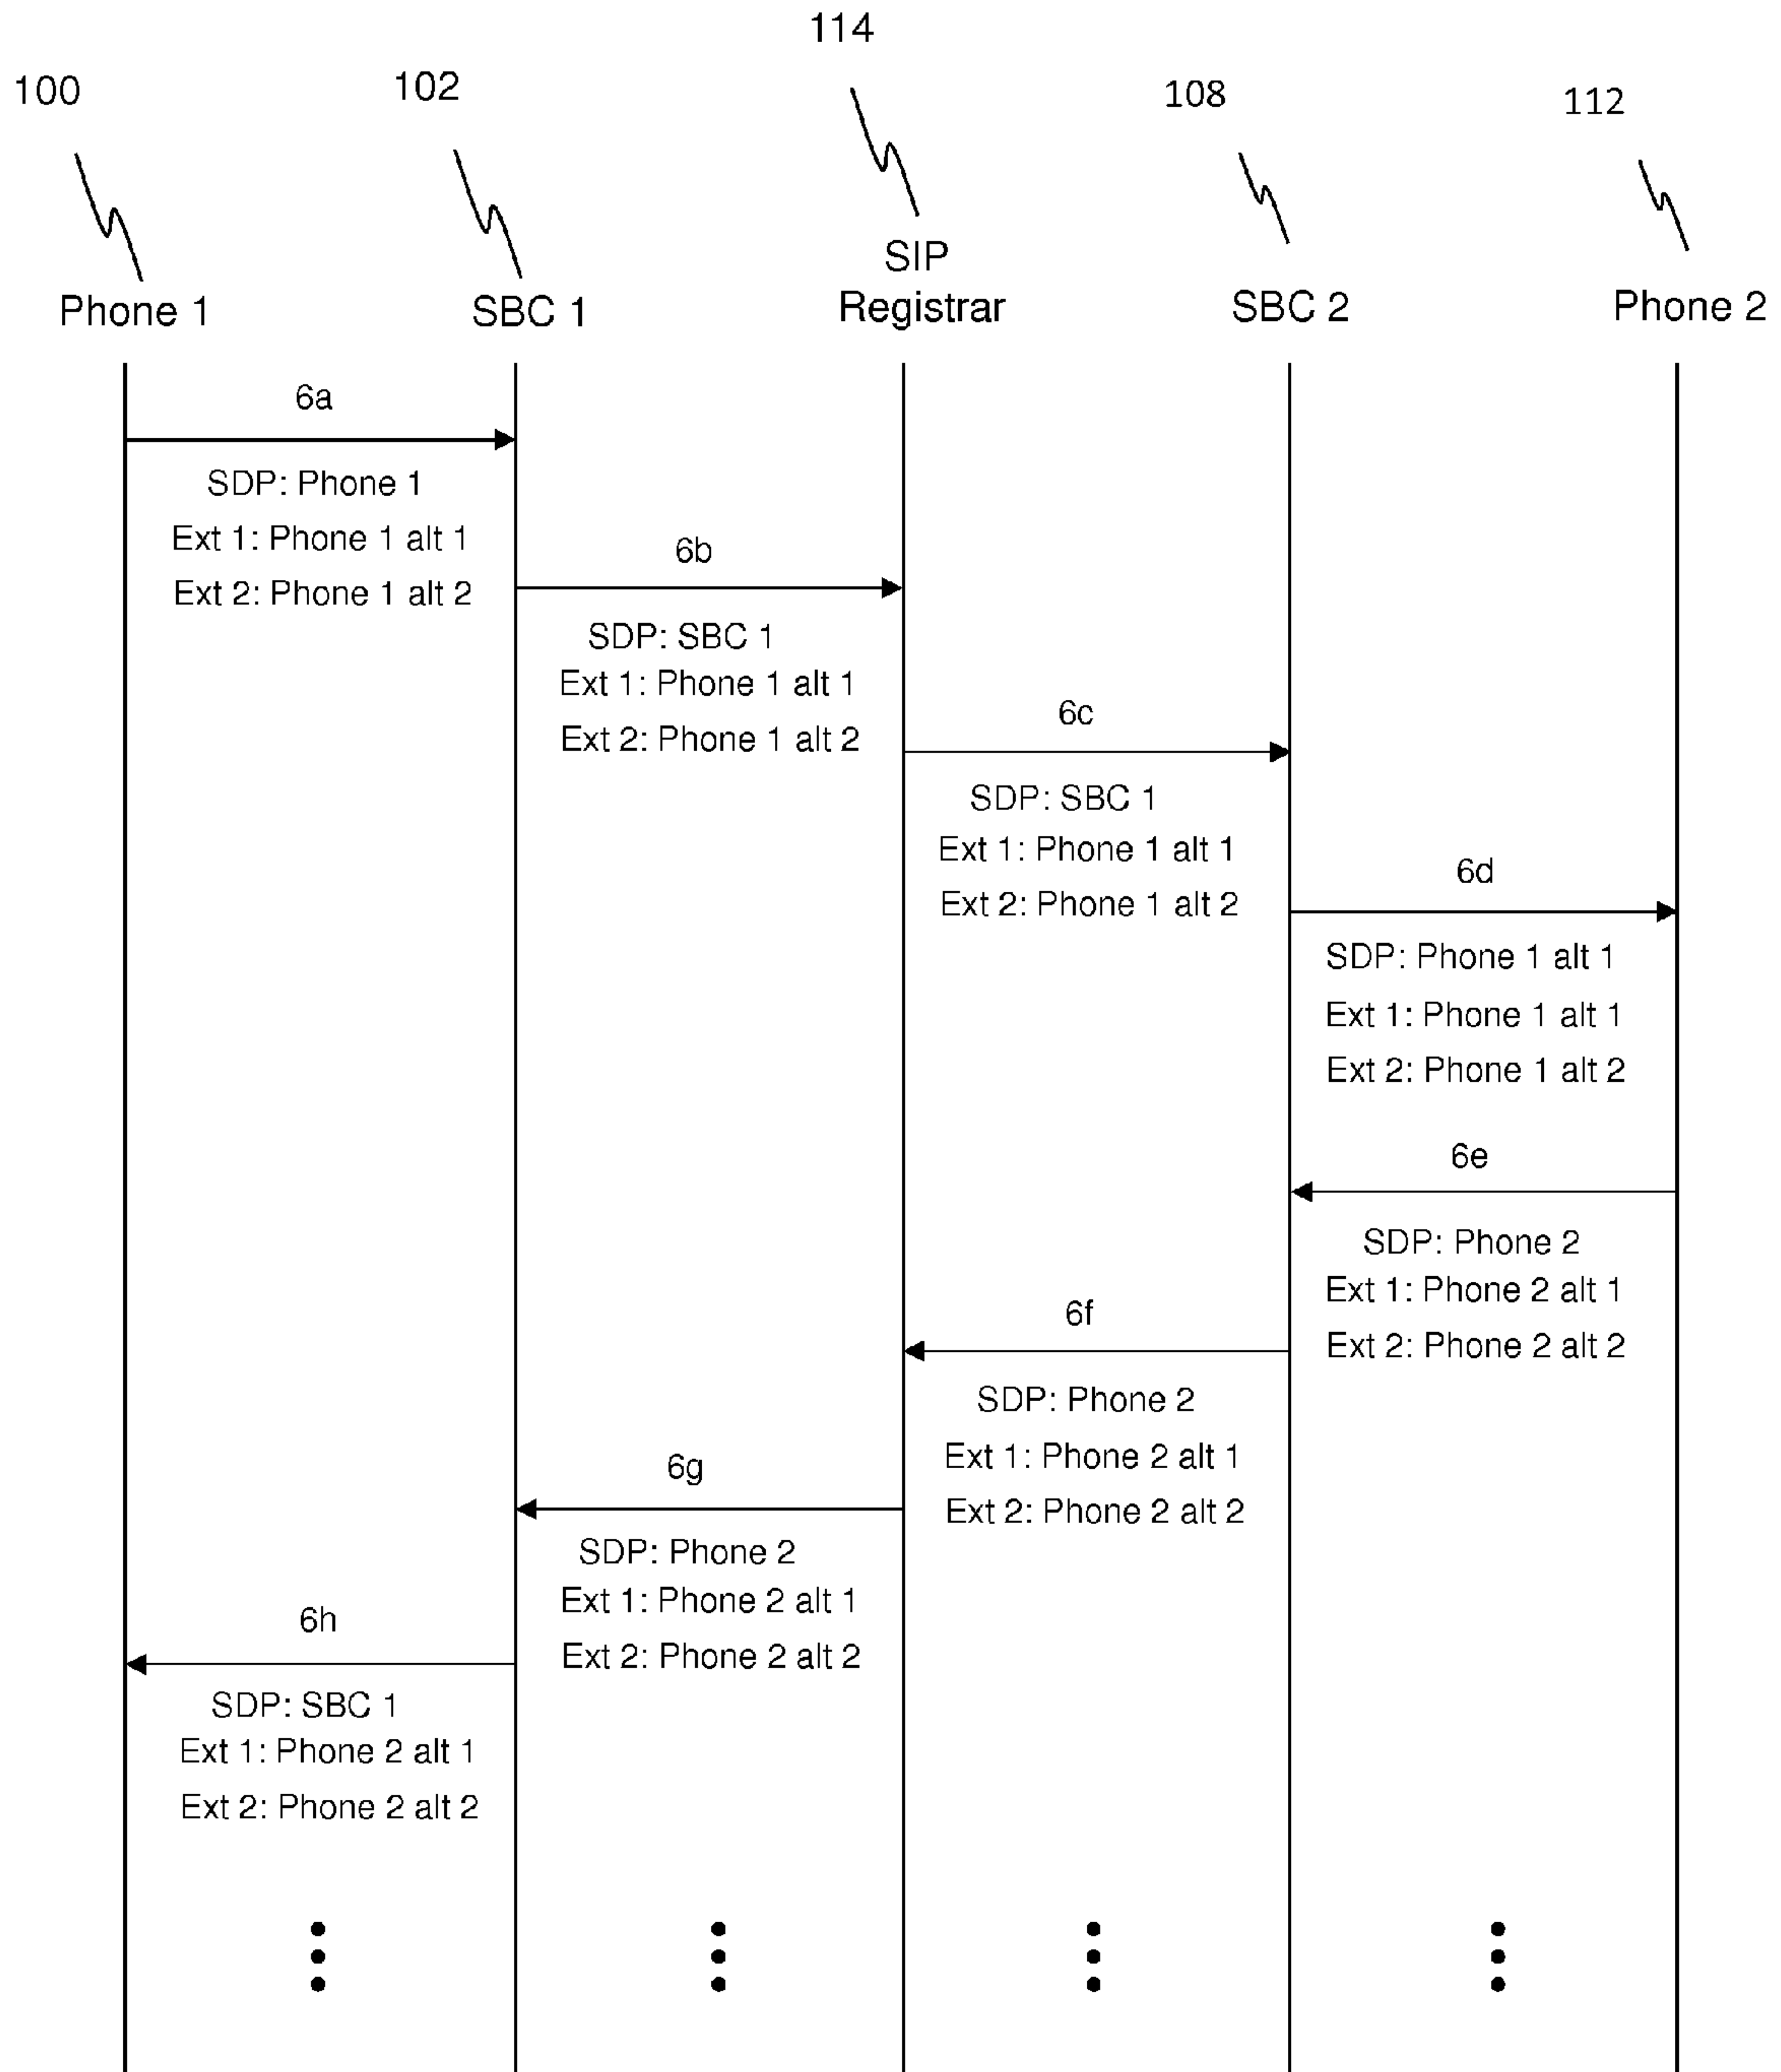 114
100
102
108
112
SIP
Registrar
Phone 1
SBC 1
SBC 2
Phone 2
6a
SDP: Phone 1
Ext 1: Phone 1 alt 1
Ext 2: Phone 1 alt 2
6b
SDP: SBC 1
Ext 1: Phone 1 alt 1
Ext 2: Phone 1 alt 2
6c
SDP: SBC 1
Ext 1: Phone 1 alt 1
Ext 2: Phone 1 alt 2
6d
SDP: Phone 1 alt 1
Ext 1: Phone 1 alt 1
Ext 2: Phone 1 alt 2
6e
SDP: Phone 2
Ext 1: Phone 2 alt 1
Ext 2: Phone 2 alt 2
6f
SDP: Phone 2
Ext 1: Phone 2 alt 1
Ext 2: Phone 2 alt 2
6g
SDP: Phone 2
Ext 1: Phone 2 alt 1
Ext 2: Phone 2 alt 2
6h
SDP: SBC 1
Ext 1: Phone 2 alt 1
Ext 2: Phone 2 alt 2